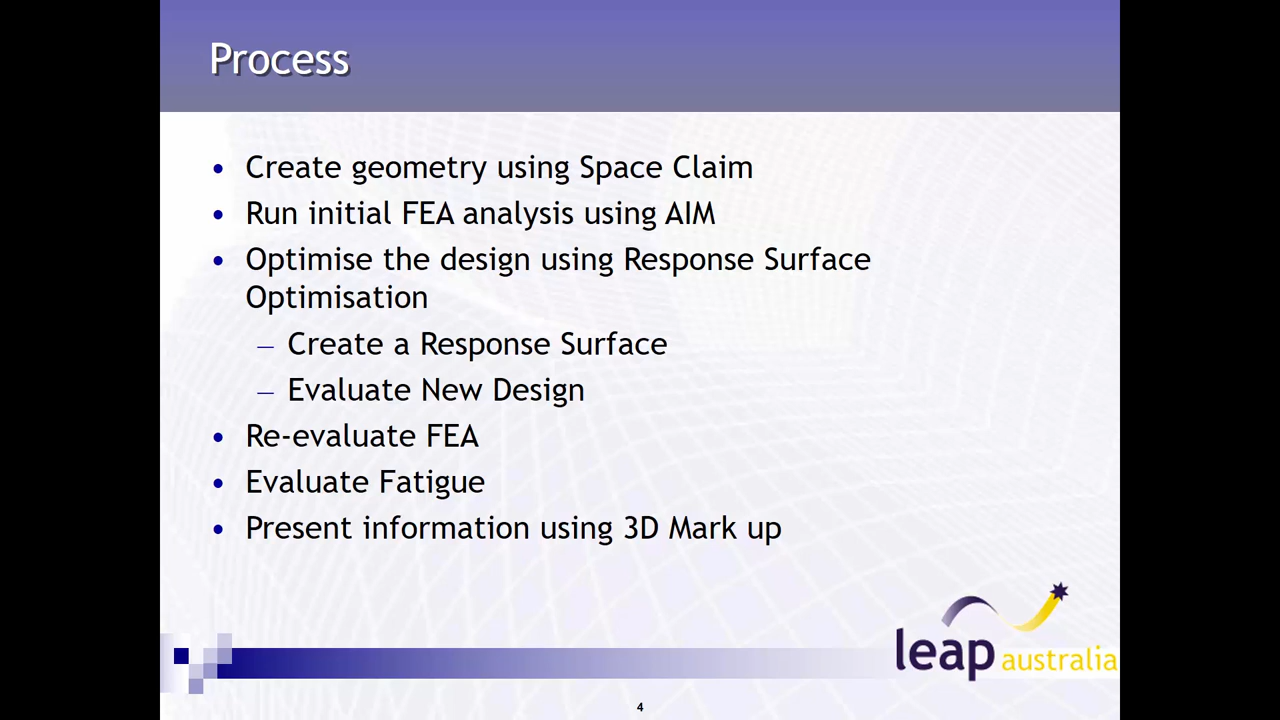 Process
• Create geometry using Space Claim
• Run initial FEA analysis using AIM
• Optimise the design using Response Surface
Optimisation
– Create a Response Surface
– Evaluate New Design
• Re-evaluate FEA
• Evaluate Fatigue
• Present information using 3D Mark up
leap australia
4